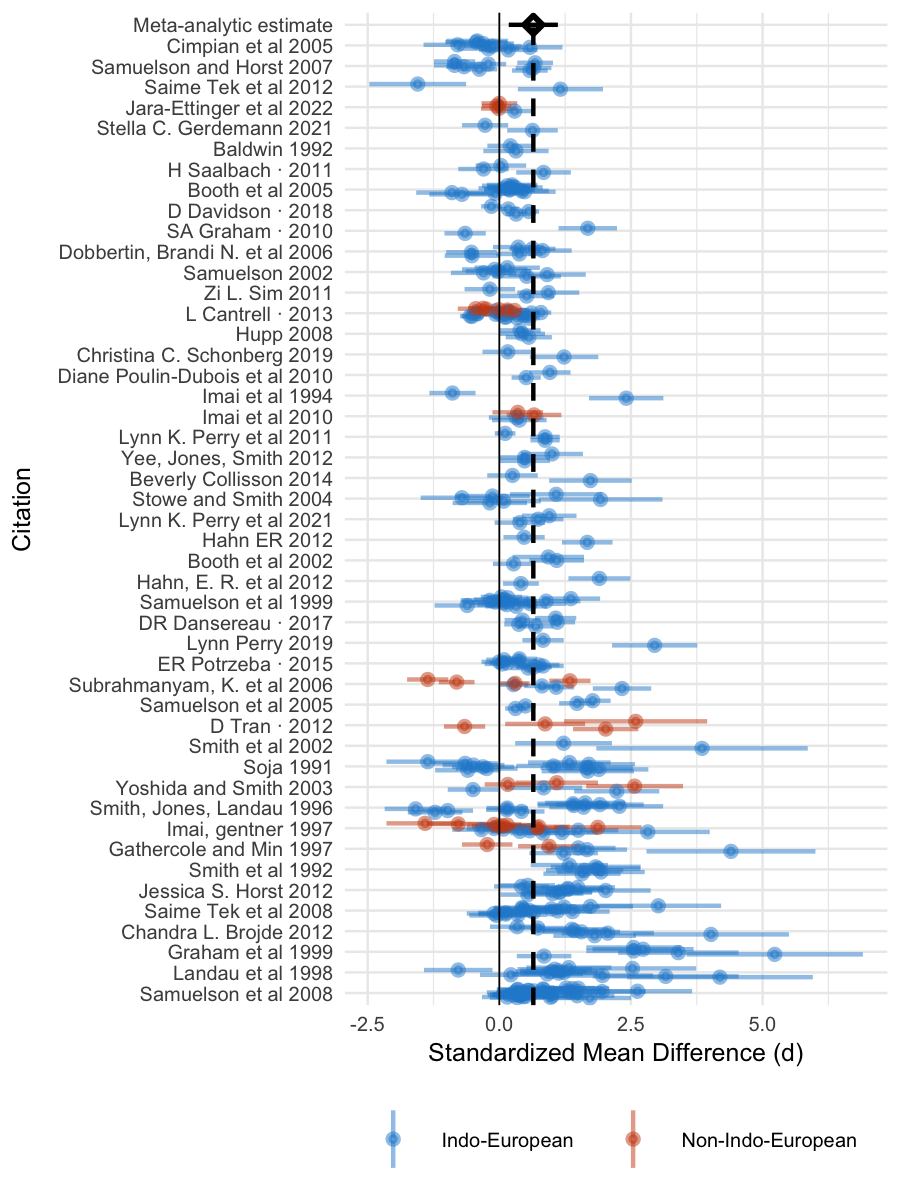 Meta-analytic estimate
Cimpian et al 2005
Samuelson and Horst 2007
Saime Tek et al 2012
Jara-Ettinger et al 2022
Stella C. Gerdemann 2021
Baldwin 1992
H Saalbach · 2011
Booth et al 2005
D Davidson · 2018
SA Graham · 2010
Dobbertin, Brandi N. et al 2006
Samuelson 2002
Zi L. Sim 2011
L Cantrell · 2013
Hupp 2008
Christina C. Schonberg 2019
Diane Poulin-Dubois et al 2010
Imai et al 1994
Imai et al 2010
Lynn K. Perry et al 2011
Yee, Jones, Smith 2012
Beverly Collisson 2014
Stowe and Smith 2004
Lynn K. Perry et al 2021
Hahn ER 2012
Booth et al 2002
Hahn, E. R. et al 2012
Samuelson et al 1999
DR Dansereau · 2017
Lynn Perry 2019
ER Potrzeba · 2015
Subrahmanyam, K. et al 2006
Samuelson et al 2005
D Tran · 2012
Smith et al 2002
Soja 1991
Yoshida and Smith 2003
Smith, Jones, Landau 1996
Imai, gentner 1997
Gathercole and Min 1997
Smith et al 1992
Jessica S. Horst 2012
Saime Tek et al 2008
Chandra L. Brojde 2012
Graham et al 1999
Landau et al 1998
Samuelson et al 2008
Citation
-2.5 0.0 2.5 5.0
Standardized Mean Difference (d)
Indo-European Non-Indo-European